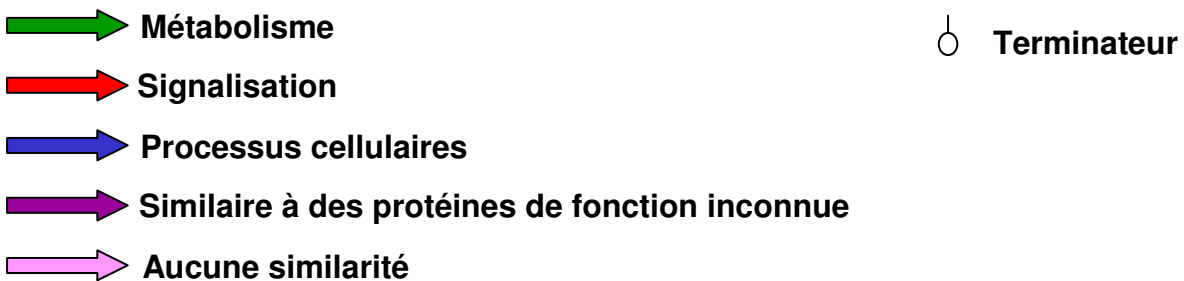 Métabolisme
Terminateur
Signalisation
Processus cellulaires
Similaire à des protéines de fonction inconnue
Aucune similarité